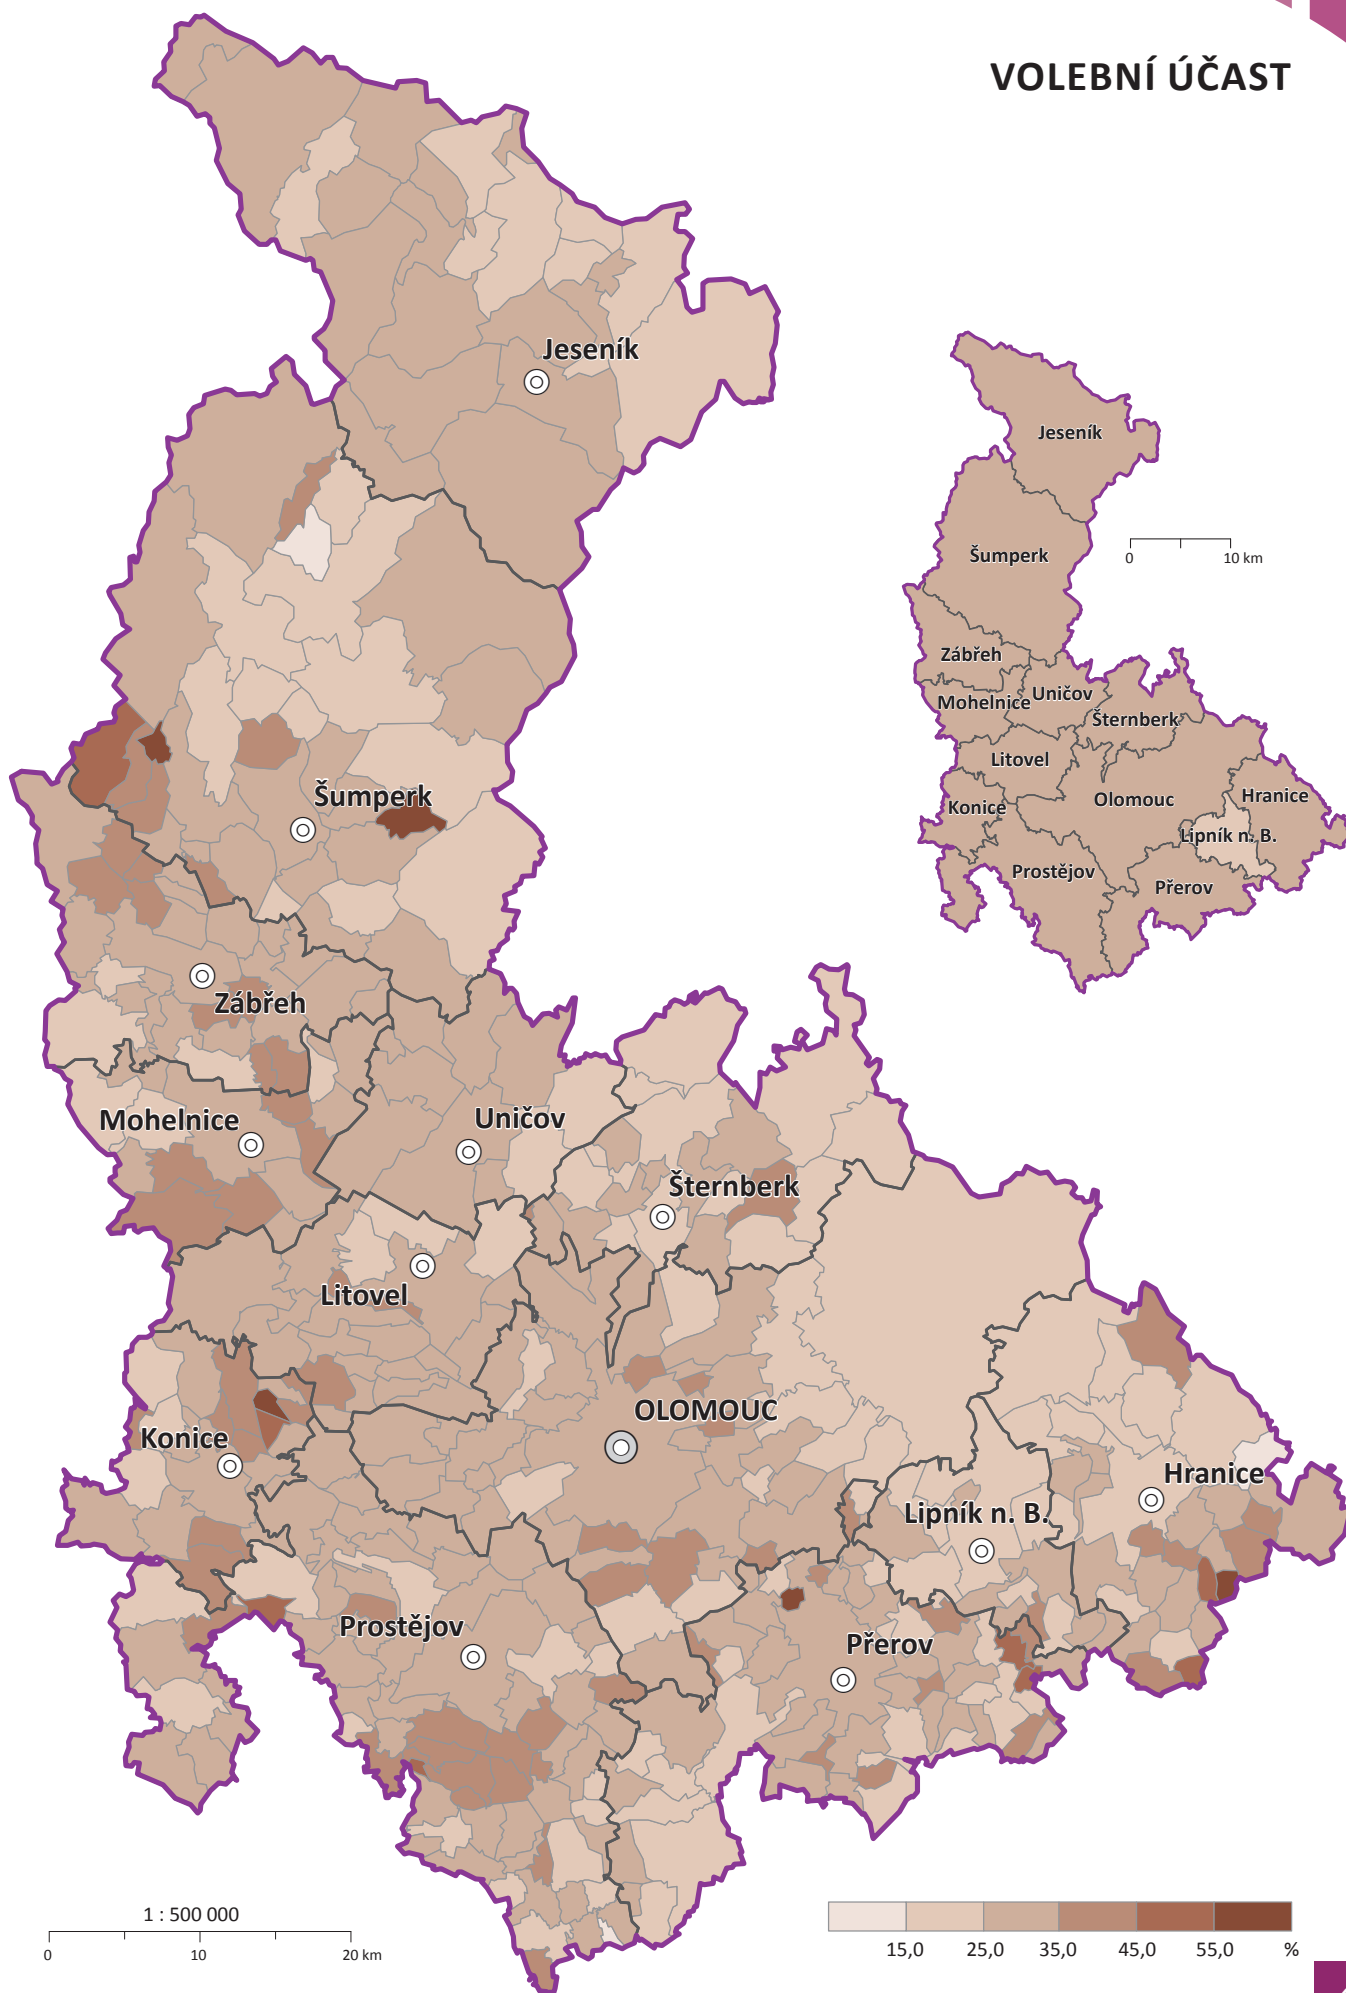 VOLEBNÍ ÚČAST
Jeseník
Šumperk
Zábřeh
Mohelnice
Uničov
Šternberk
Litovel
OLOMOUC
Konice
Hranice
Lipník n. B.
Prostějov
Přerov
Jeseník
Šumperk
0 10 km
Zábřeh
Uničov
Mohelnice
Šternberk
Litovel
Hranice
Olomouc
Konice
Lipník n. B.
Prostějov
Přerov
1 : 500 000
0 10 20 km
15,0 25,0 35,0 45,0 55,0 %